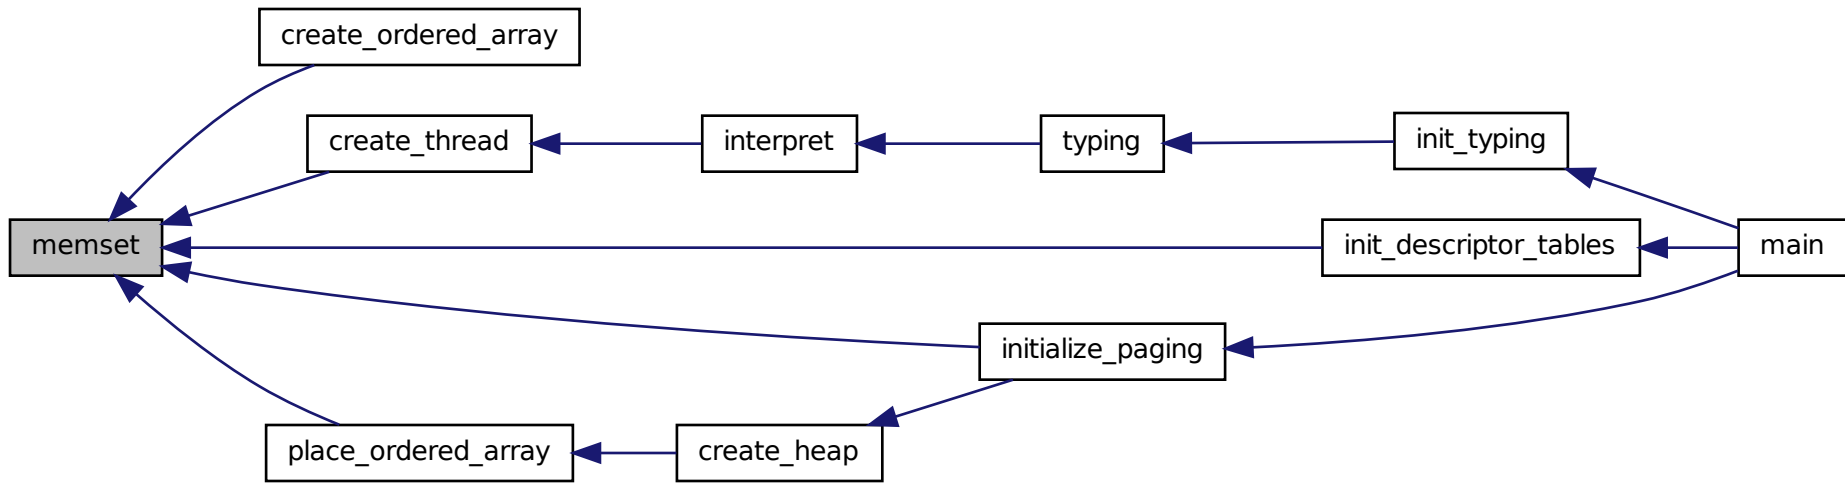 create_ordered_array
create_thread
interpret
typing
init_typing
memset
init_descriptor_tables
main
initialize_paging
place_ordered_array
create_heap